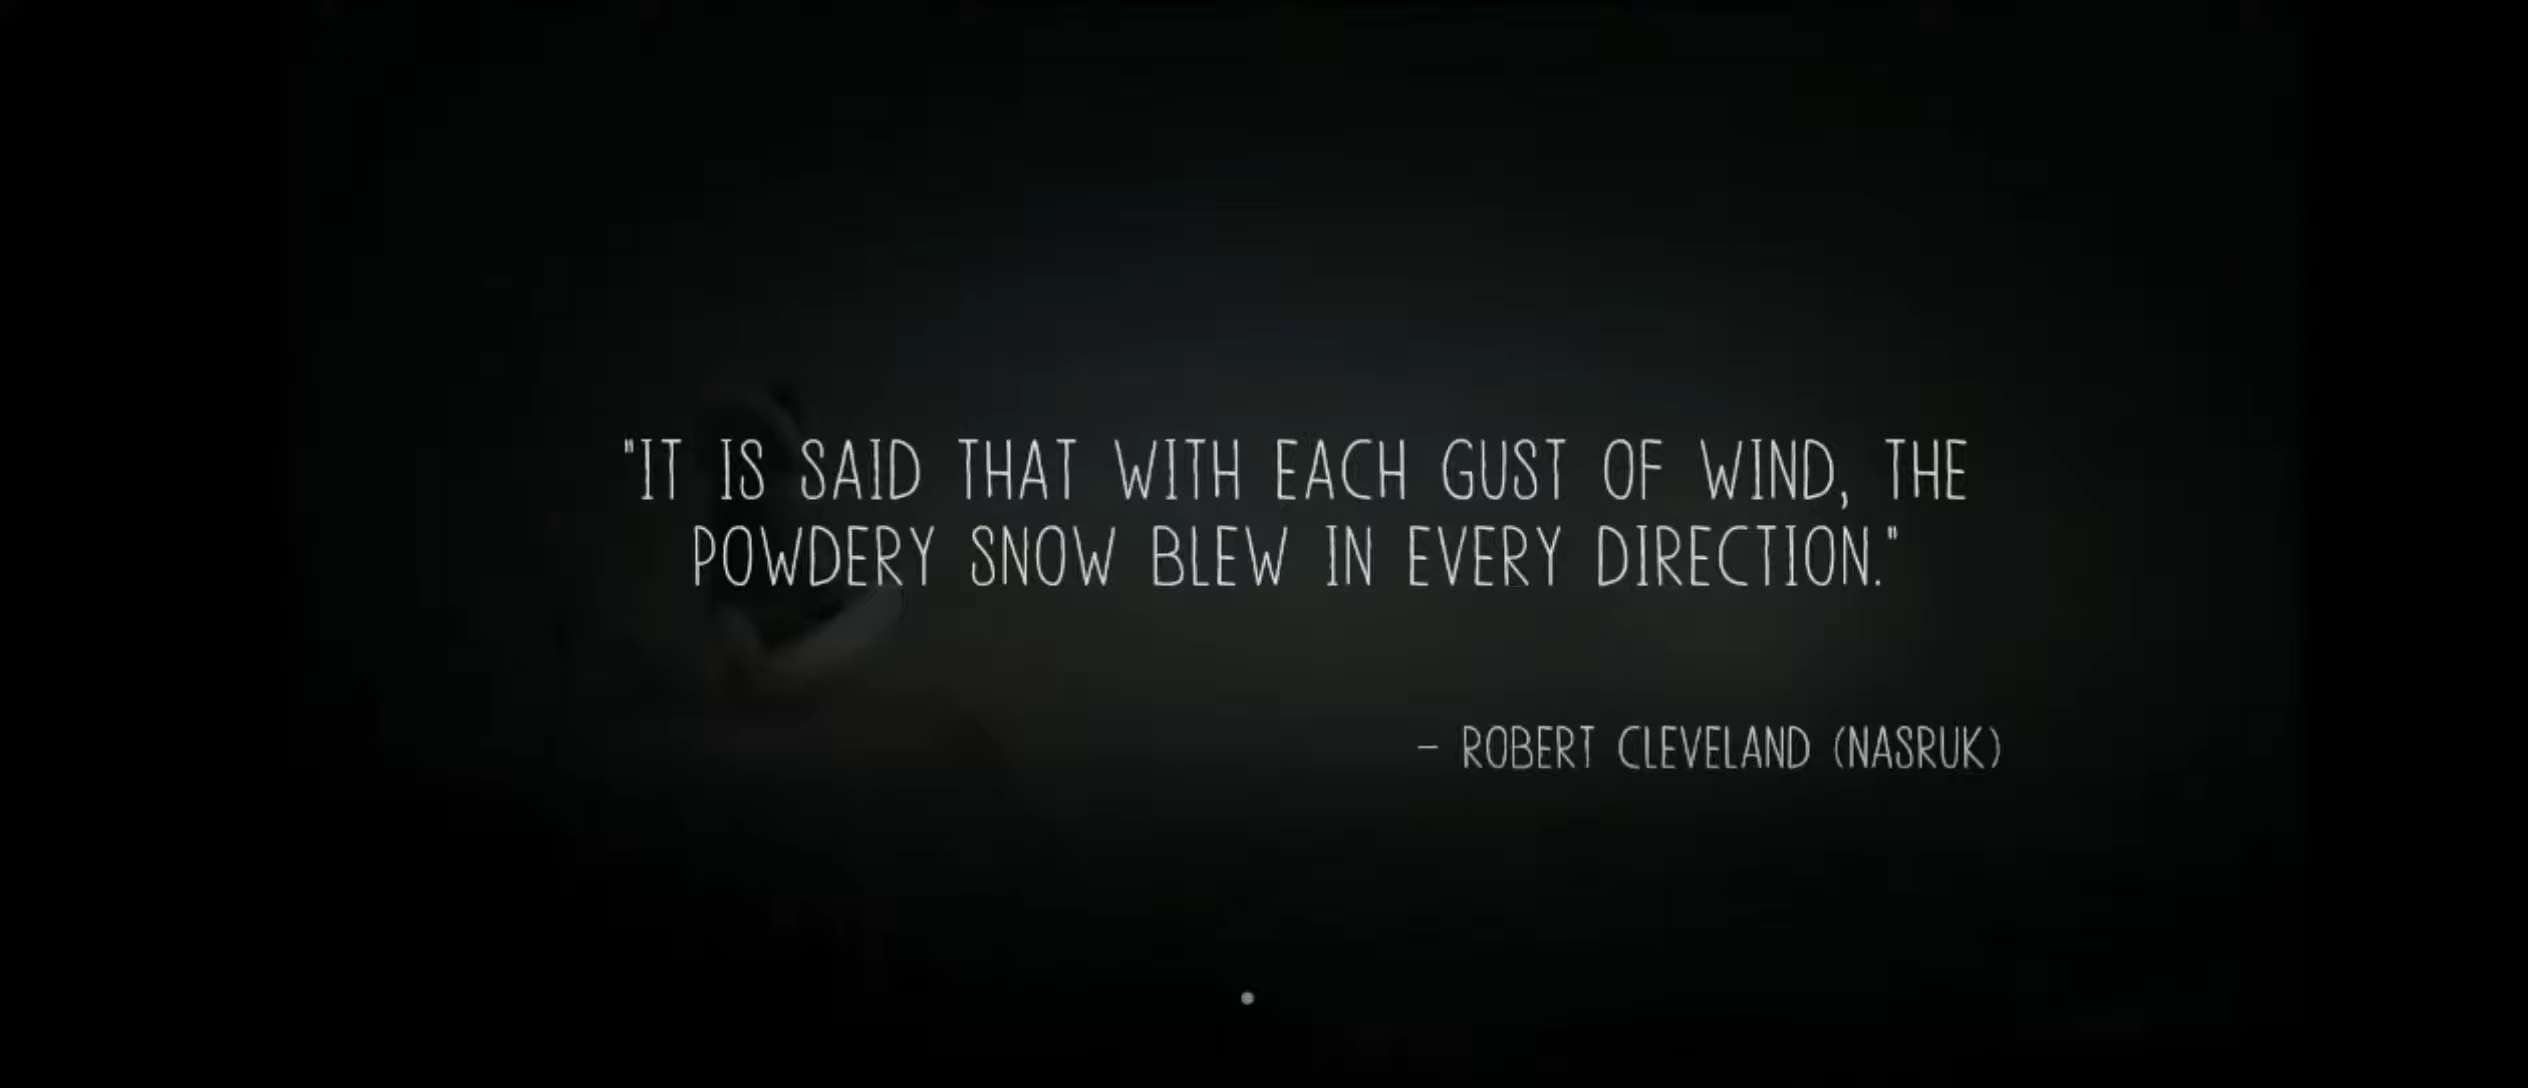 "IT IS SAID THAT WITH EACH GUST OF WIND, THE
POWDERY SNOW BLEW IN EVERY DIRECTION."
– ROBERT CLEVELAND (NASRUK)